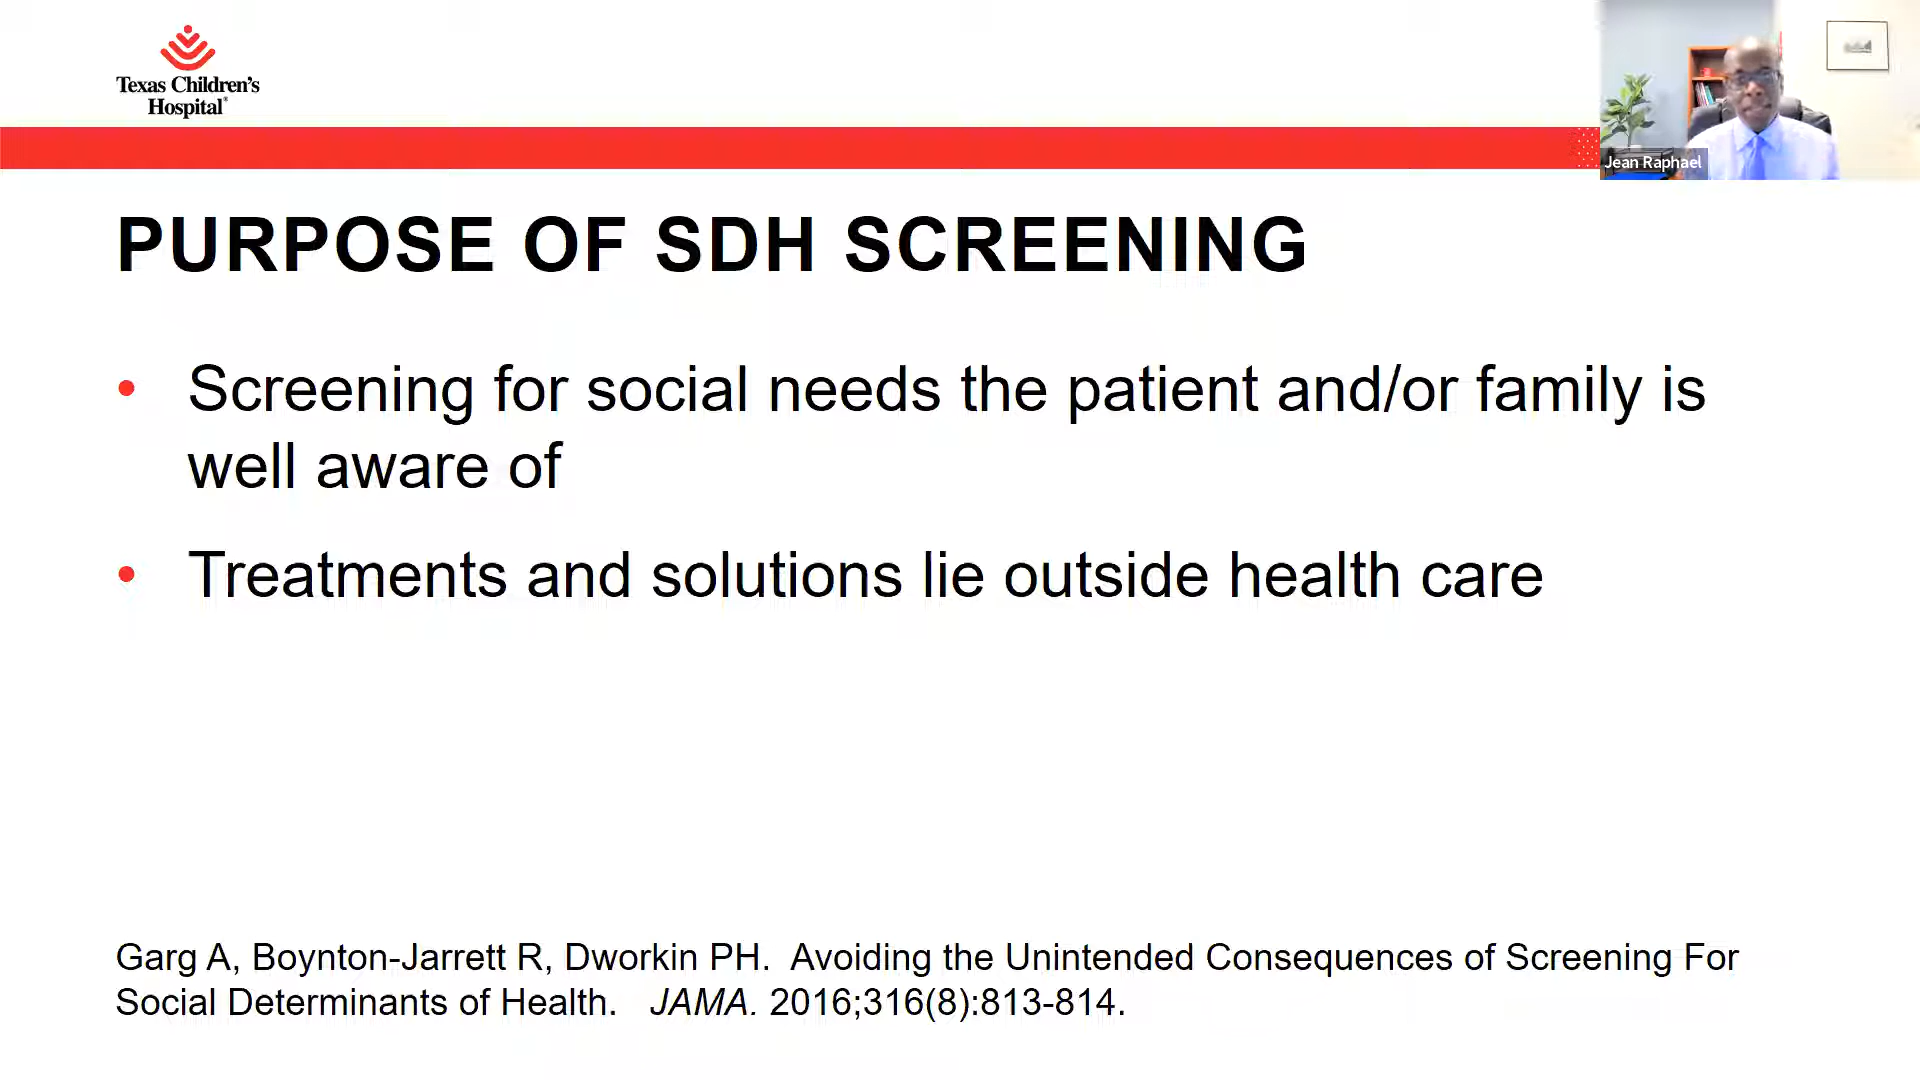 Texas Children's
Hospital®
Jean Raphael
PURPOSE OF SDH SCREENING
• Screening for social needs the patient and/or family is
well aware of
• Treatments and solutions lie outside health care
Garg A, Boynton-Jarrett R, Dworkin PH.  Avoiding the Unintended Consequences of Screening For
Social Determinants of Health.   JAMA. 2016;316(8):813-814.